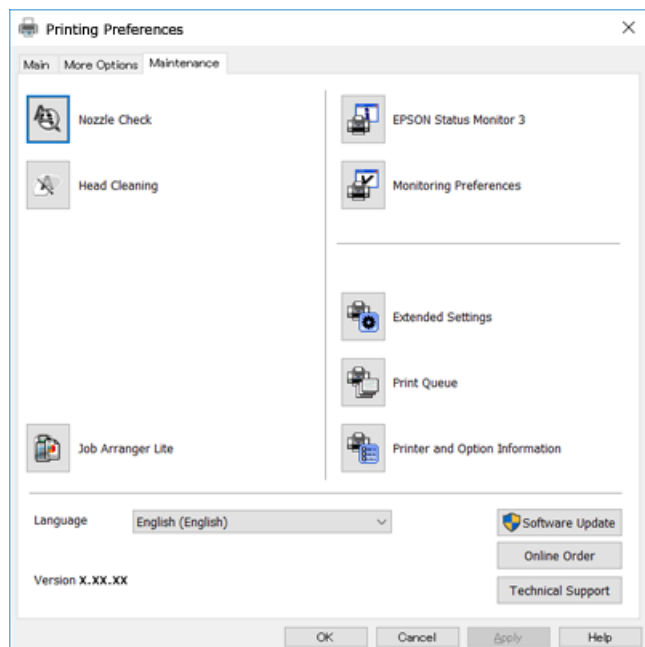 Printing Preferences
Main
More Options
Maintenance
Nozzle Check
EPSON Status Monitor 3
Head Cleaning
Monitoring Preferences
Extended Settings
Print Queue
Job Arranger Lite
Printer and Option Information
Language
English (English)
Software Update
Online Order
Version X.XX.XX
Technical Support
OK
Cancel
Apply
Help